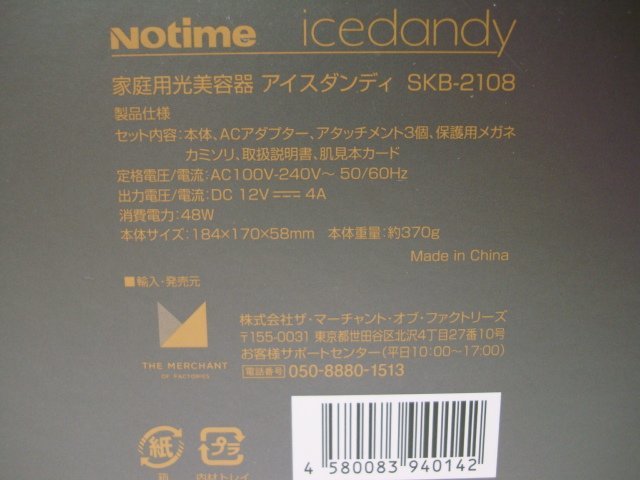 Notime icedandy
家庭用光美容器 アイスダンディ SKB-2108
製品仕様
セット内容:本体、ACアダプター、アタッチメント3個、保護用メガネ
カミソリ、取扱説明書、肌見本カード
定格電圧/電流:AC100V-240V～ 50/60Hz
出力電圧/電流:DC 12V⎓4A
消費電力:48W
本体サイズ:184×170×58mm 本体重量:約370g
Made in China
■輸入・発売元
THE MERCHANT
OF FACTORIES
株式会社ザ・マーチャント・オブ・ファクトリーズ
〒155-0031 東京都世田谷区北沢4丁目27番10号
お客様サポートセンター(平日10:00～17:00)
電話番号 050-8880-1513
紙
プラ
箱
内材トレイ
4 580083 940142